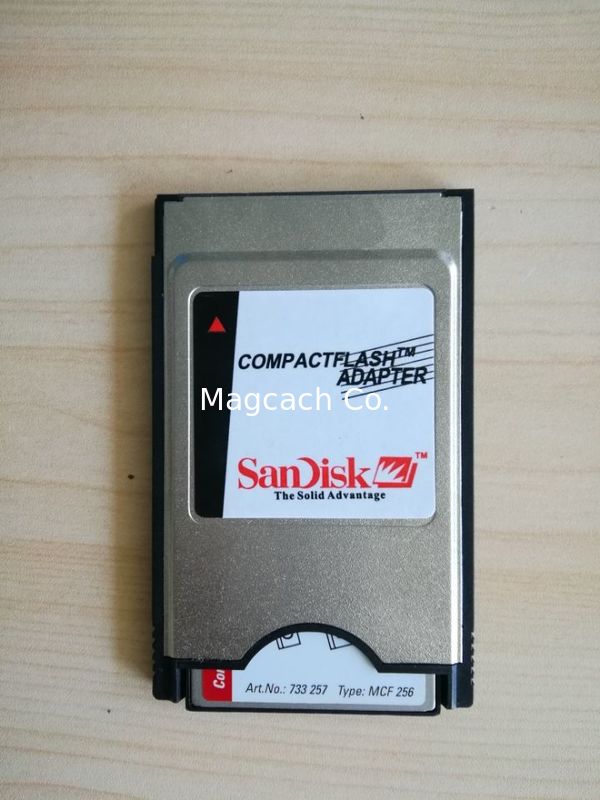 COMPACTFLASH™
ADAPTER
Magcach Co.
SanDisk™
The Solid Advantage
Art.No.: 733 257 Type: MCF 256